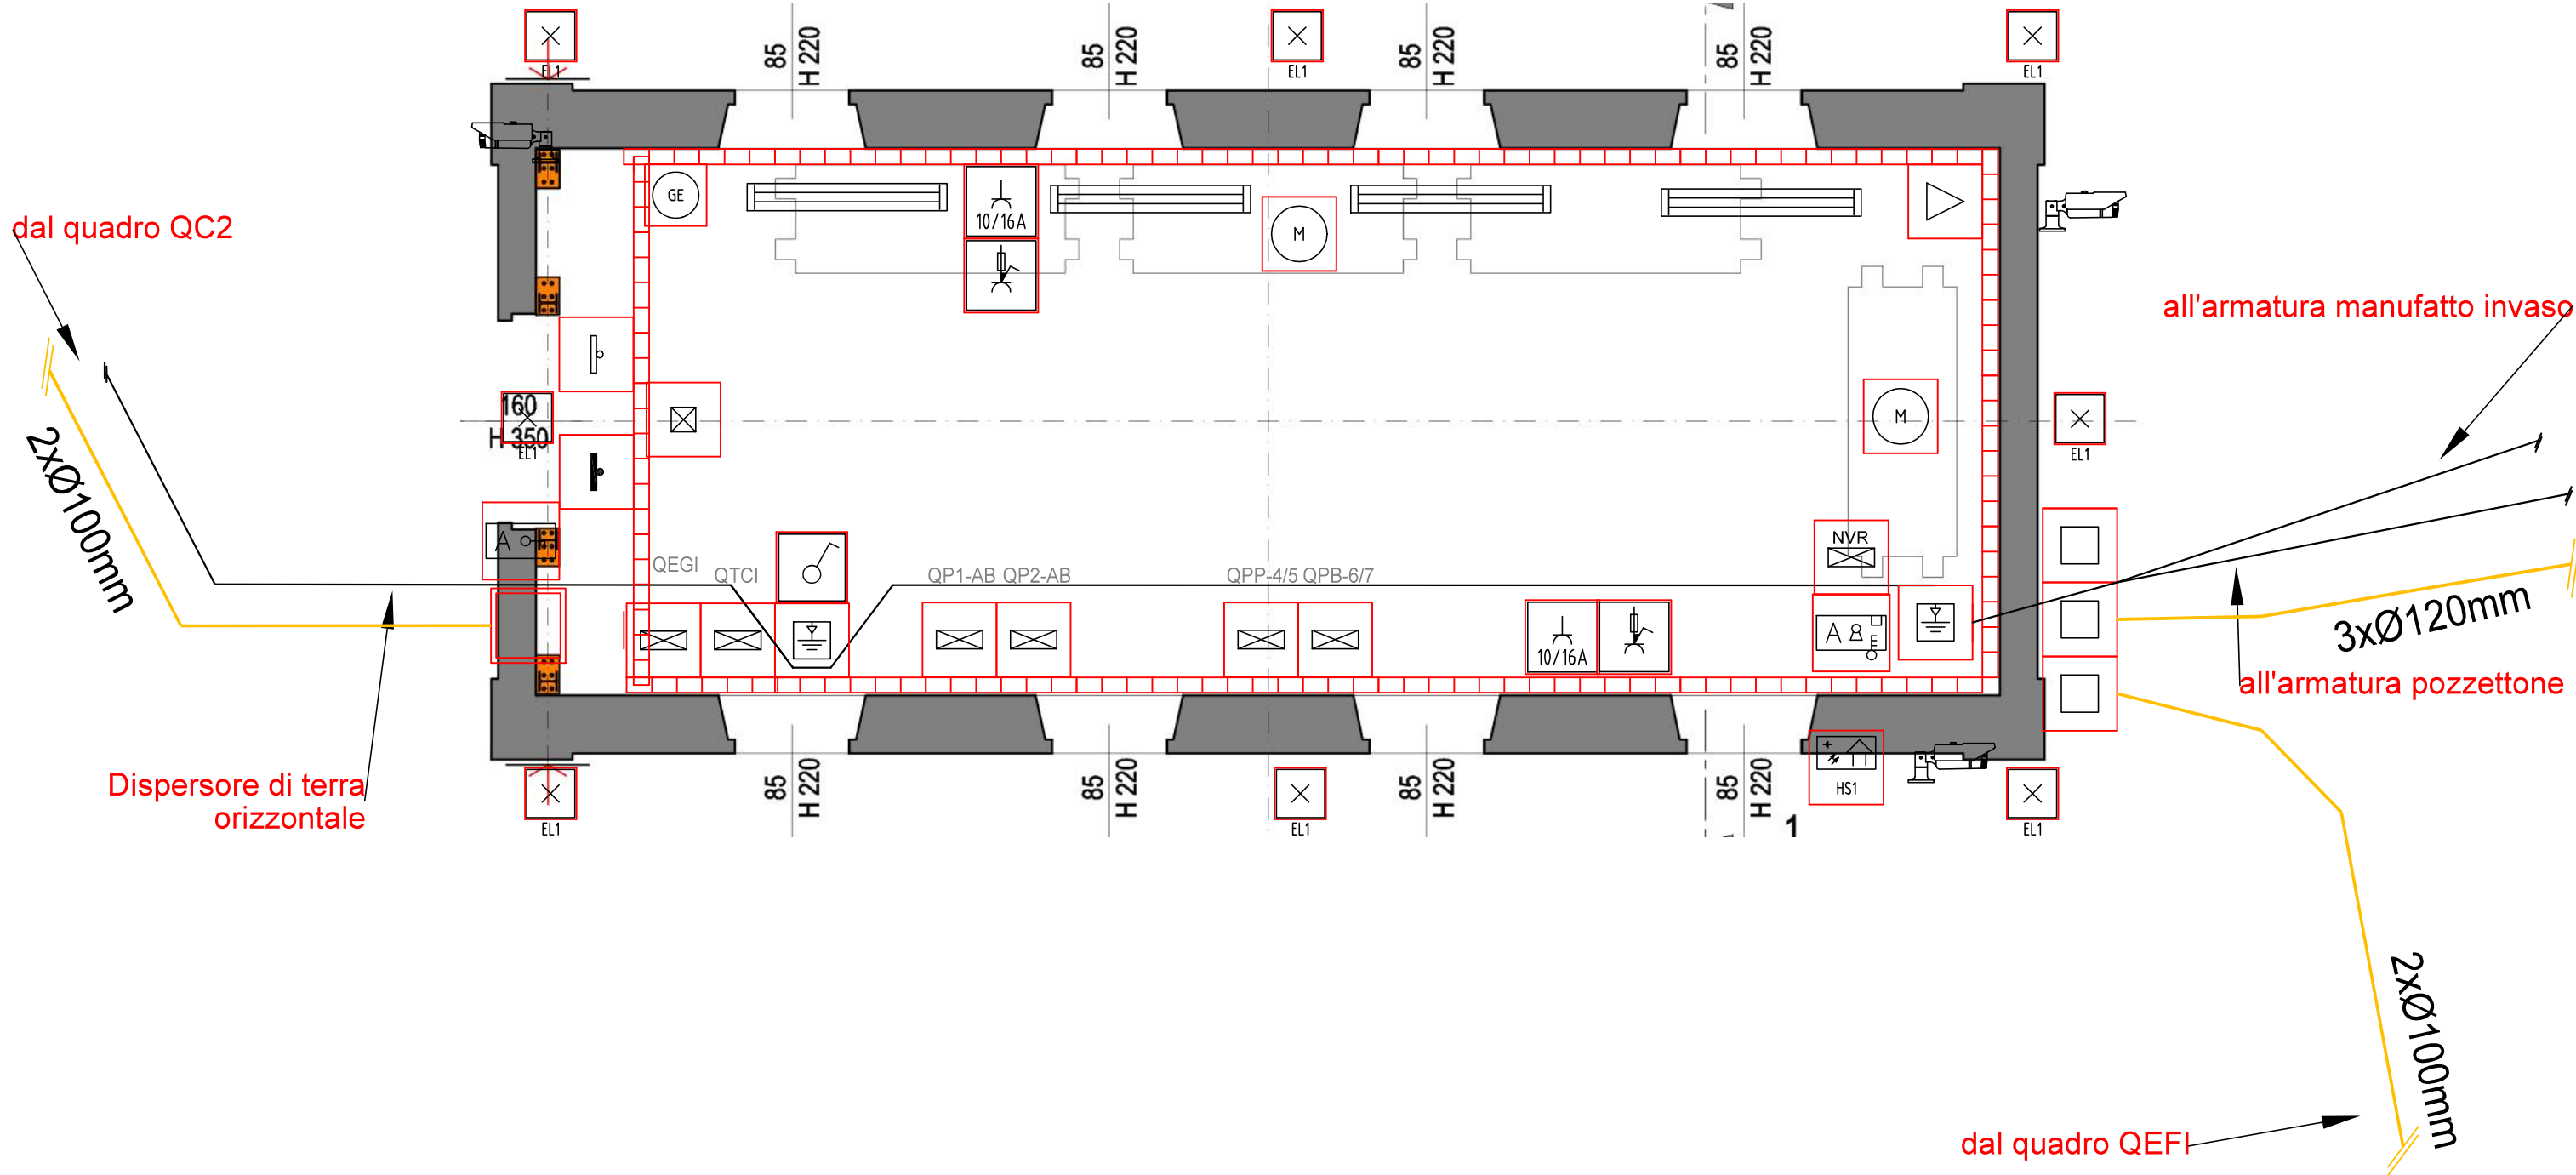 85
H 220
85
H 220
85
H 220
85
H 220
EL1
EL1
EL1
GE
10/16A
M
dal quadro QC2
all'armatura manufatto invaso
160
H 350
EL1
M
EL1
2xØ100mm
A
NVR
QEGI
QTCI
QP1-AB QP2-AB
QPP-4/5 QPB-6/7
10/16A
A
E
3xØ120mm
all'armatura pozzettone
Dispersore di terra
orizzontale
85
H 220
85
H 220
85
H 220
85
H 220
HS1
1
EL1
EL1
EL1
2xØ100mm
dal quadro QEFI